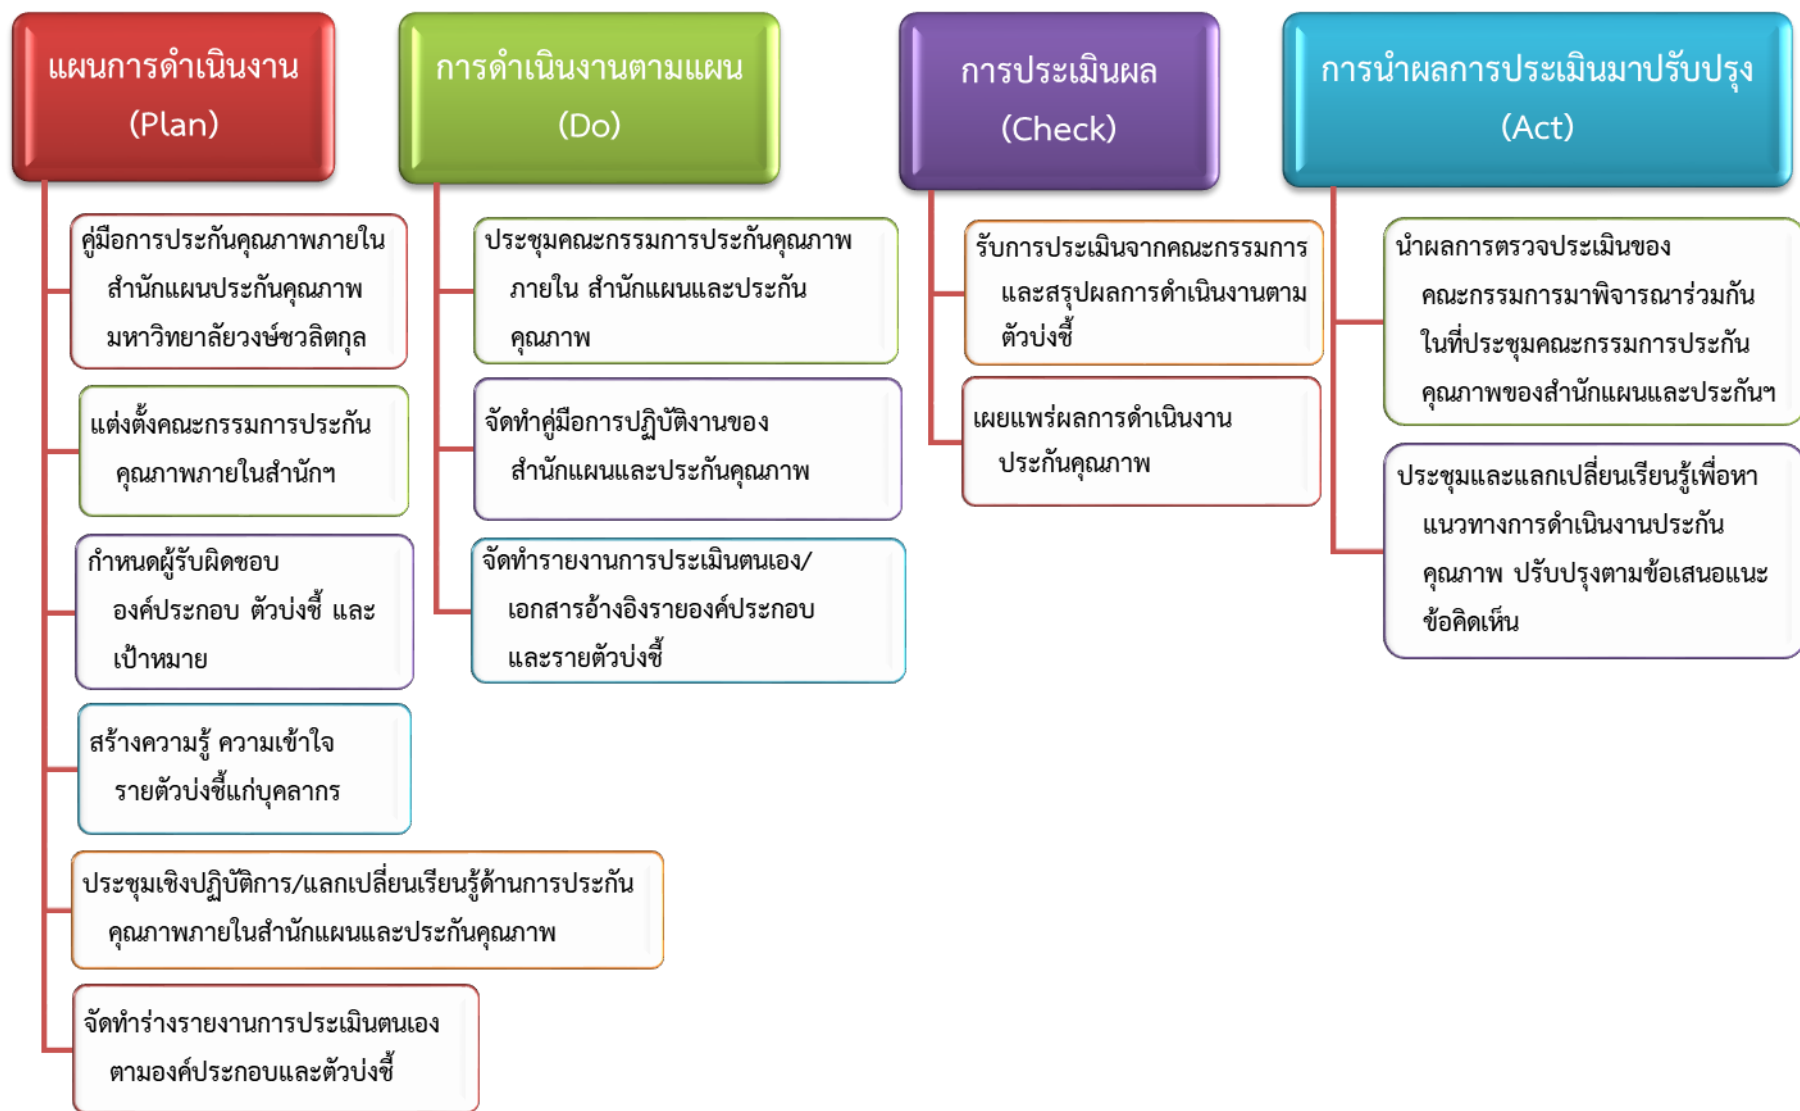 แผนการดำเนินงาน
(Plan)
คู่มือการประกันคุณภาพภายใน
สำนักแผนประกันคุณภาพ
มหาวิทยาลัยวงษ์ชวลิตกุล
แต่งตั้งคณะกรรมการประกัน
คุณภาพภายในสำนักฯ
กำหนดผู้รับผิดชอบ
องค์ประกอบ ตัวบ่งชี้ และ
เป้าหมาย
สร้างความรู้ ความเข้าใจ
รายตัวบ่งชี้แก่บุคลากร
ประชุมเชิงปฏิบัติการ/แลกเปลี่ยนเรียนรู้ด้านการประกัน
คุณภาพภายในสำนักแผนและประกันคุณภาพ
จัดทำร่างรายงานการประเมินตนเอง
ตามองค์ประกอบและตัวบ่งชี้
การดำเนินงานตามแผน
(Do)
ประชุมคณะกรรมการประกันคุณภาพ
ภายใน สำนักแผนและประกัน
คุณภาพ
จัดทำคู่มือการปฏิบัติงานของ
สำนักแผนและประกันคุณภาพ
จัดทำรายงานการประเมินตนเอง/
เอกสารอ้างอิงรายองค์ประกอบ
และรายตัวบ่งชี้
การประเมินผล
(Check)
รับการประเมินจากคณะกรรมการ
และสรุปผลการดำเนินงานตาม
ตัวบ่งชี้
เผยแพร่ผลการดำเนินงาน
ประกันคุณภาพ
การนำผลการประเมินมาปรับปรุง
(Act)
นำผลการตรวจประเมินของ
คณะกรรมการมาพิจารณาร่วมกัน
ในที่ประชุมคณะกรรมการประกัน
คุณภาพของสำนักแผนและประกันฯ
ประชุมและแลกเปลี่ยนเรียนรู้เพื่อหา
แนวทางการดำเนินงานประกัน
คุณภาพ ปรับปรุงตามข้อเสนอแนะ
ข้อคิดเห็น